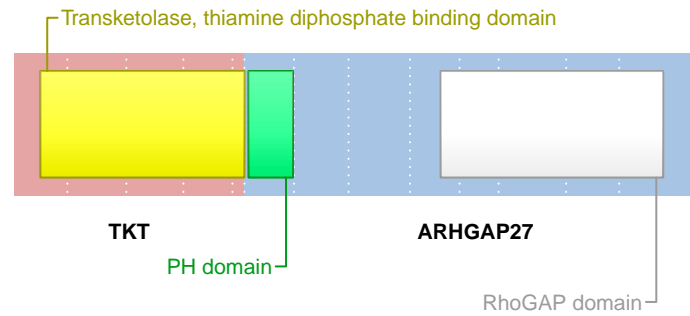 Transketolase, thiamine diphosphate binding domain
TKT
ARHGAP27
PH domain
RhoGAP domain